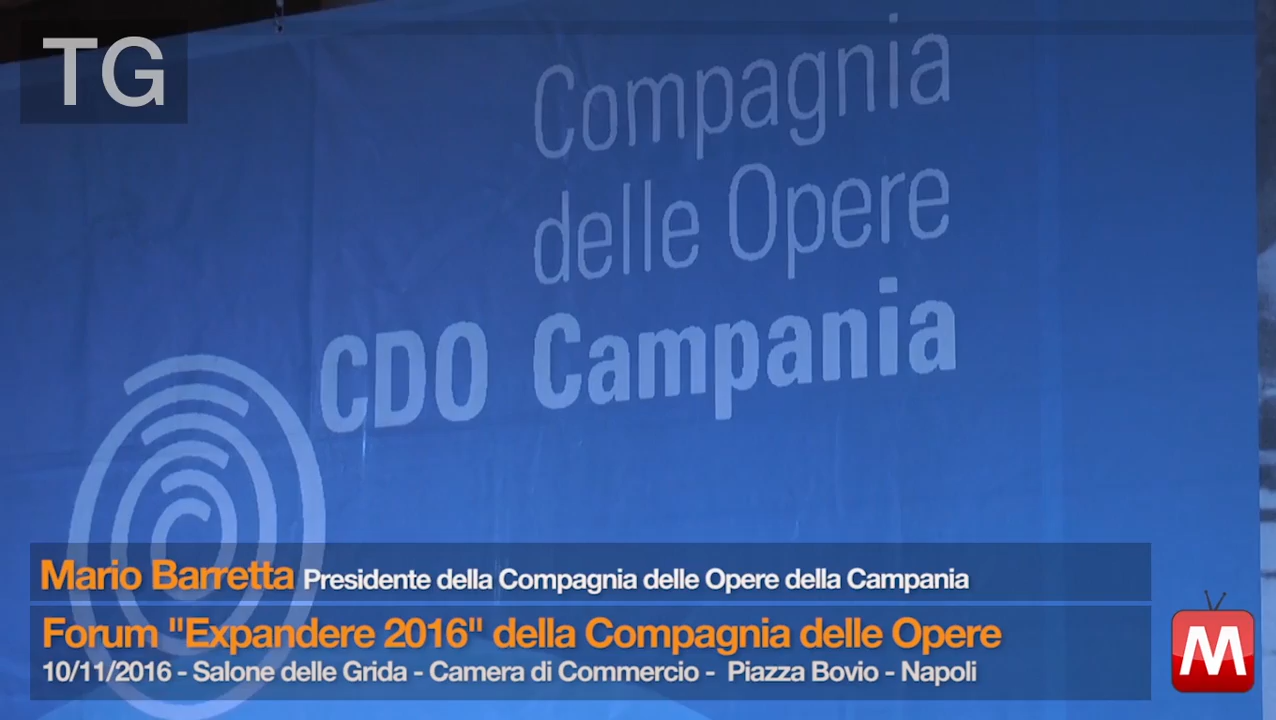 TG
Compagnia
delle Opere
CDO Campania
Mario Barretta Presidente della Compagnia delle Opere della Campania
Forum "Expandere 2016" della Compagnia delle Opere
10/11/2016 - Salone delle Grida - Camera di Commercio - Piazza Bovio - Napoli
M